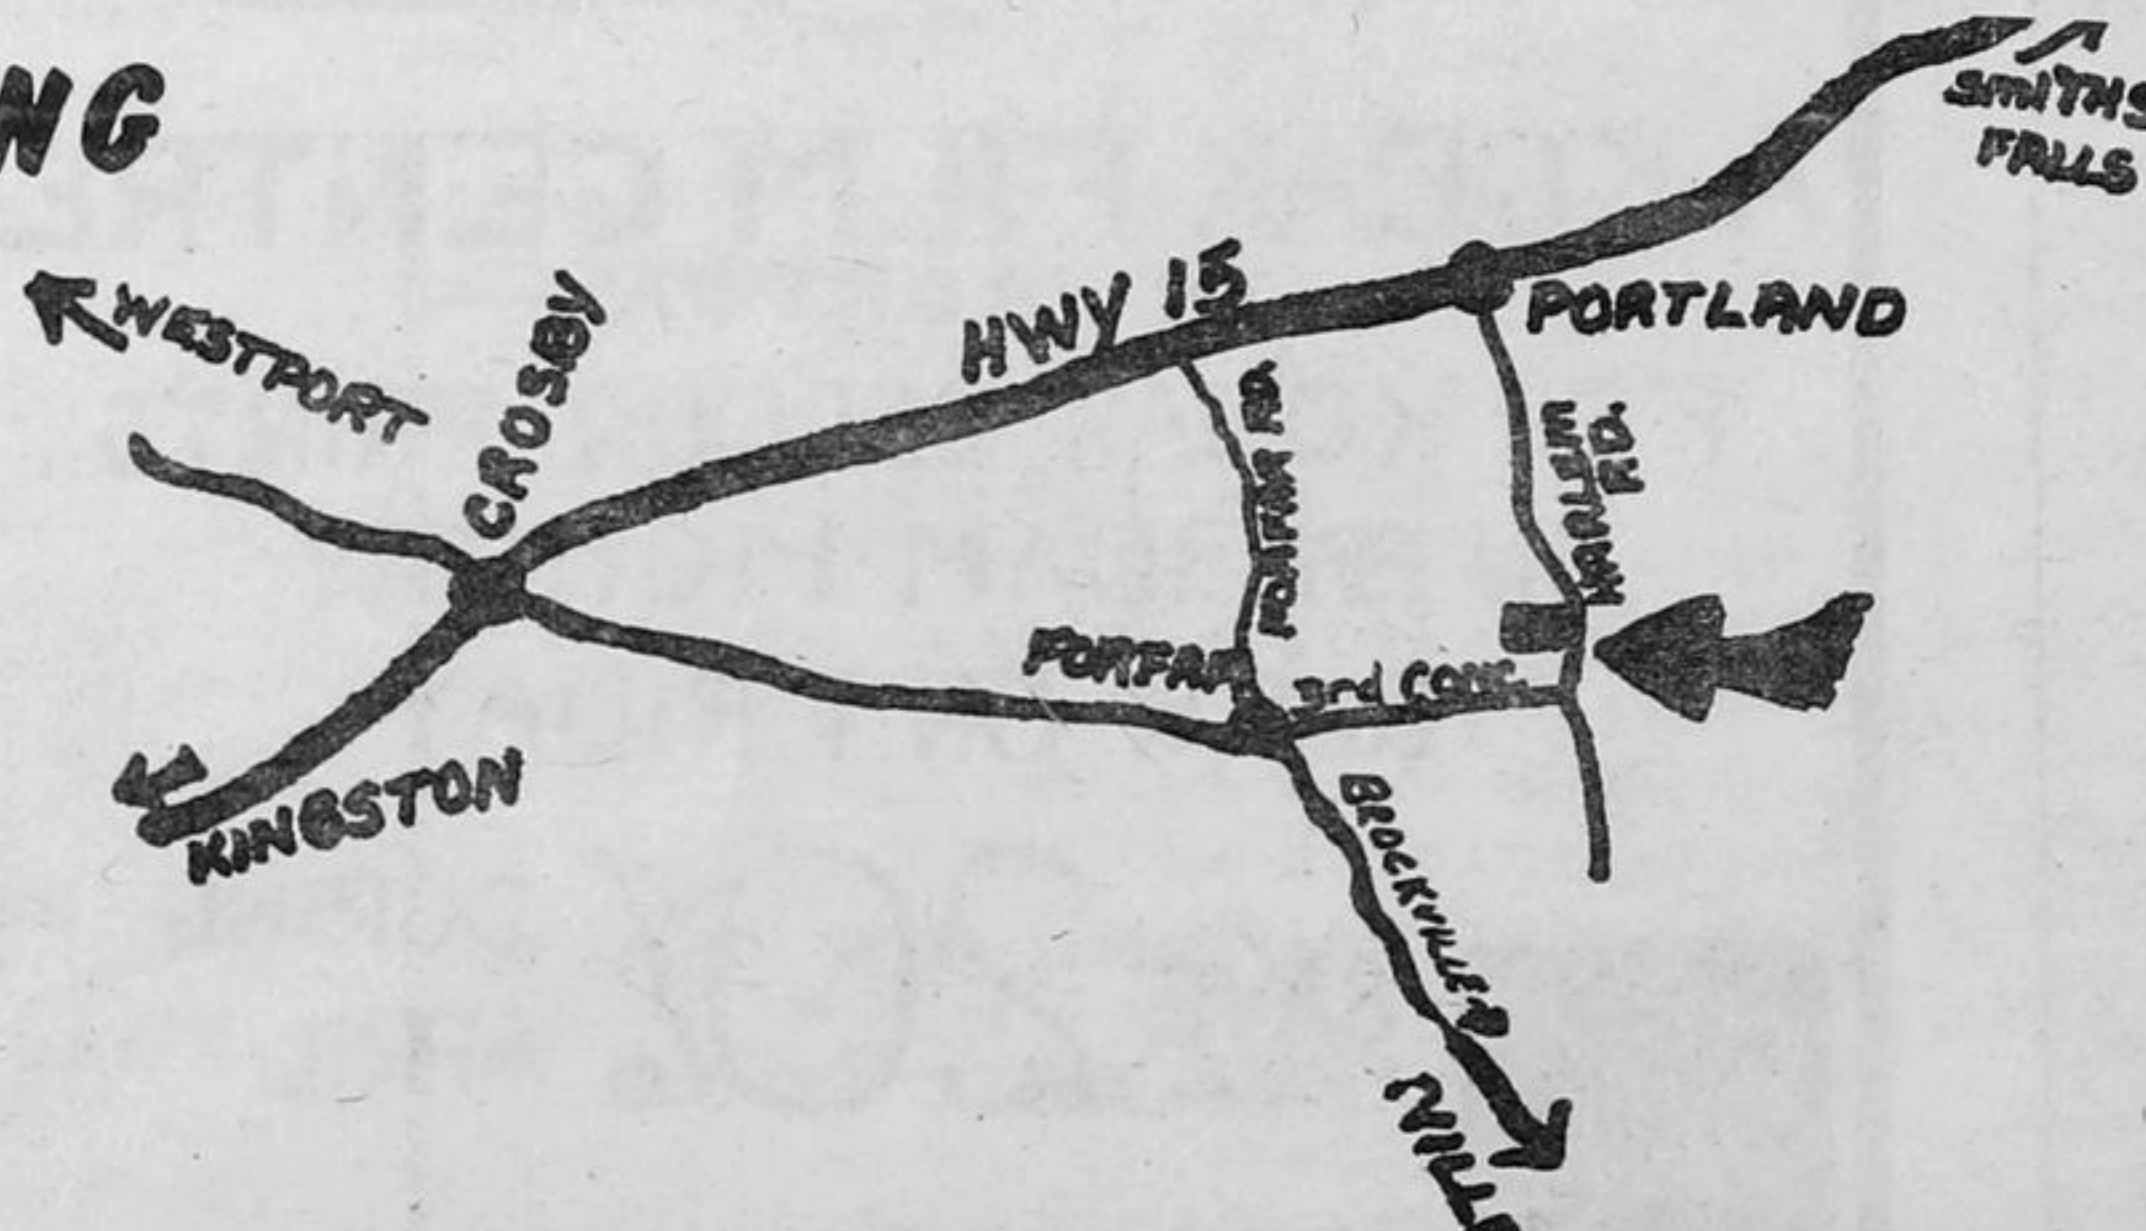 NG
SMITHS
FALLS
WESTPORT
CROSBY
HWY 15
PORTLAND
FORFAR RD.
HARLEM
RD.
FORFAR
3rd CONC.
KINGSTON
BROCKVILLE